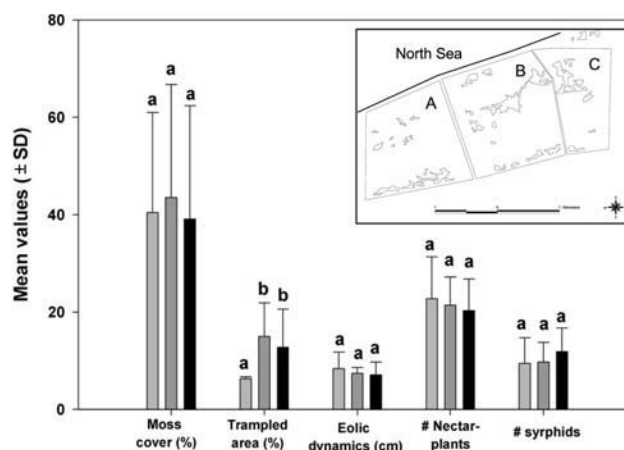 Mean values (± SD)
80
60
40
20
0
a
a
a
a
b
b
a
a
a
a
a
a
a
a
a
Moss
cover (%)
Trampled
area (%)
Eolic
dynamics (cm)
# Nectar-
plants
# syrphids
North Sea
A
B
C